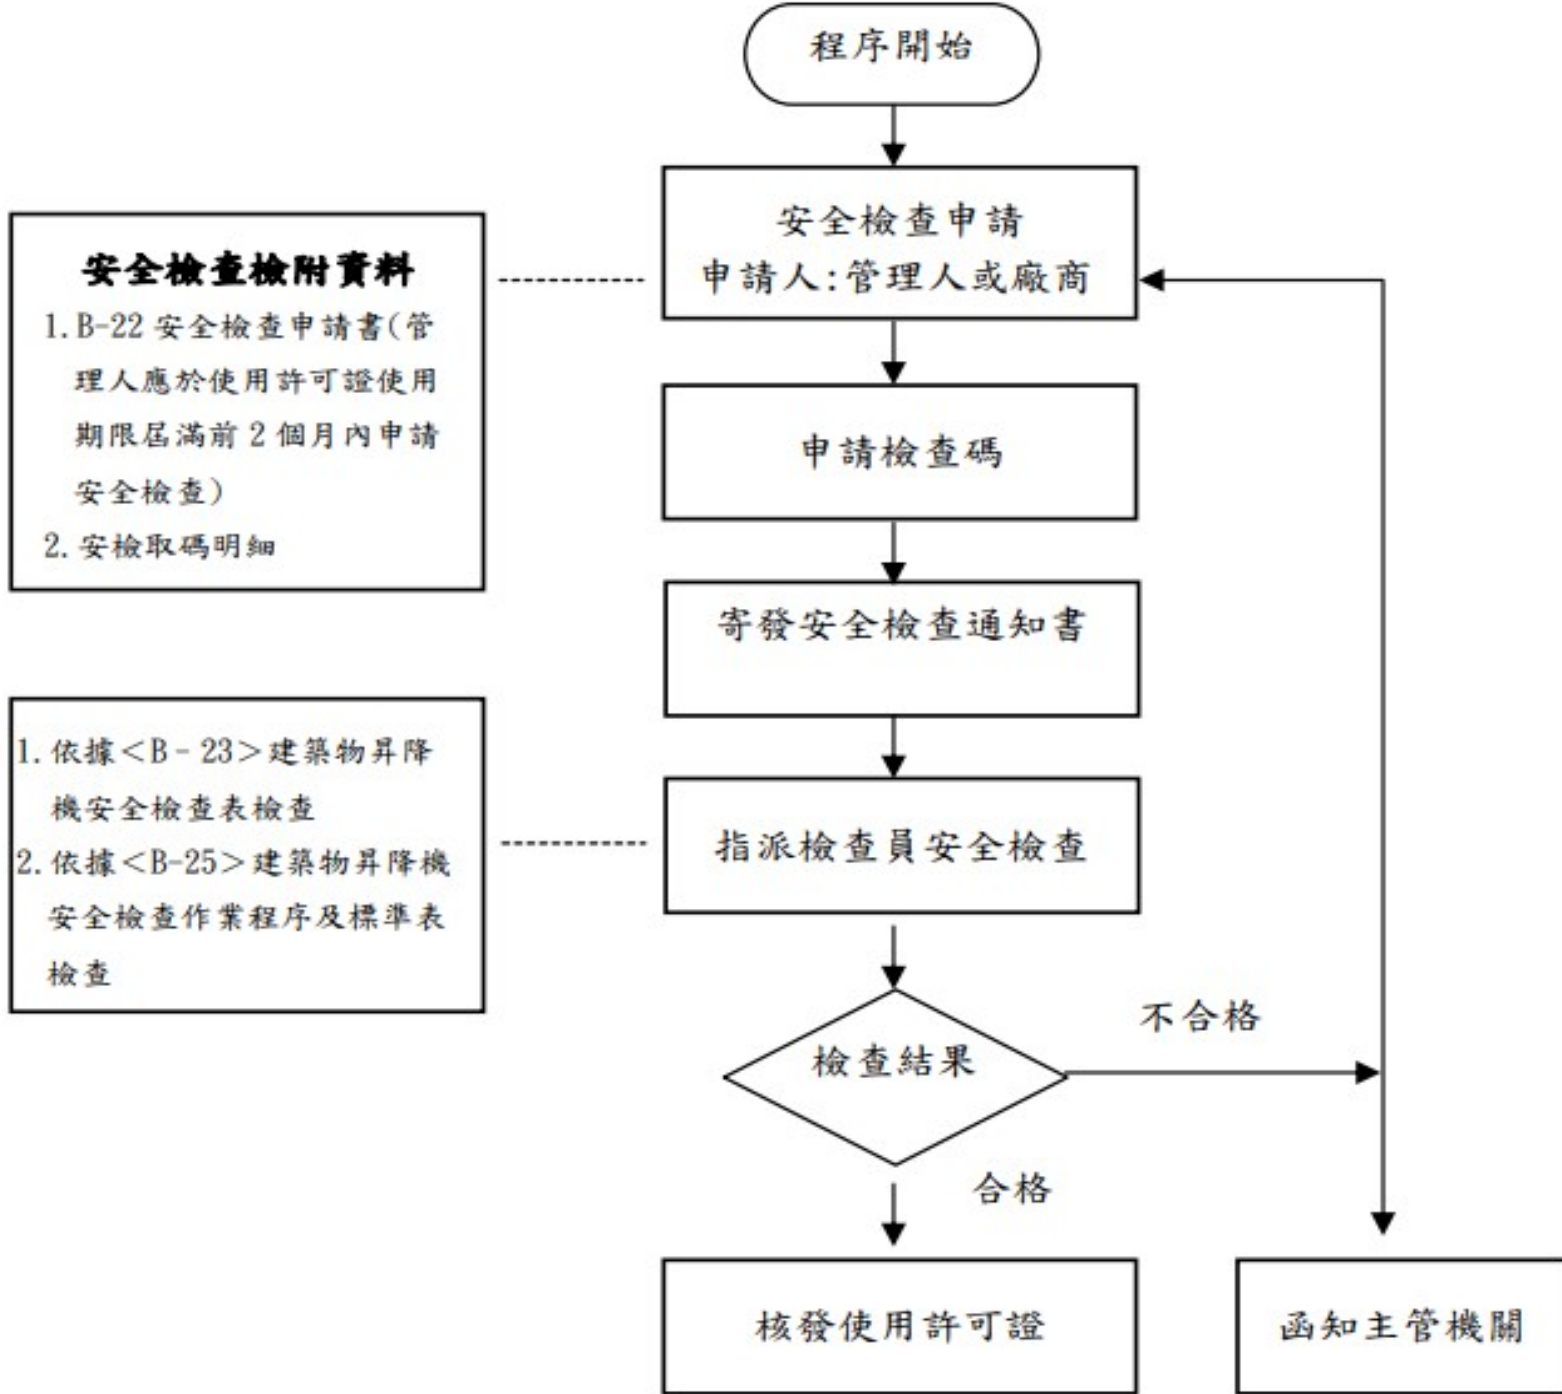 程序開始
安全檢查申請
申請人:管理人或廠商
安全檢查檢附資料
1. B-22 安全檢查申請書(管
理人應於使用許可證使用
期限屆滿前 2 個月內申請
安全檢查)
2. 安檢取碼明細
申請檢查碼
寄發安全檢查通知書
1. 依據<B - 23>建築物昇降
機安全檢查表檢查
2. 依據<B-25>建築物昇降機
安全檢查作業程序及標準表
檢查
指派檢查員安全檢查
檢查結果
不合格
合格
核發使用許可證
函知主管機關